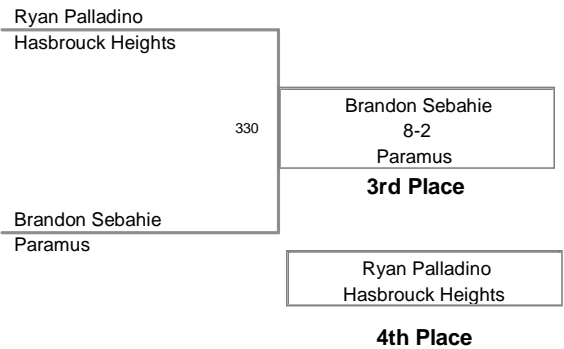 Ryan Palladino
Hasbrouck Heights
330
Brandon Sebahie
8-2
Paramus
3rd Place
Brandon Sebahie
Paramus
Ryan Palladino
Hasbrouck Heights
4th Place